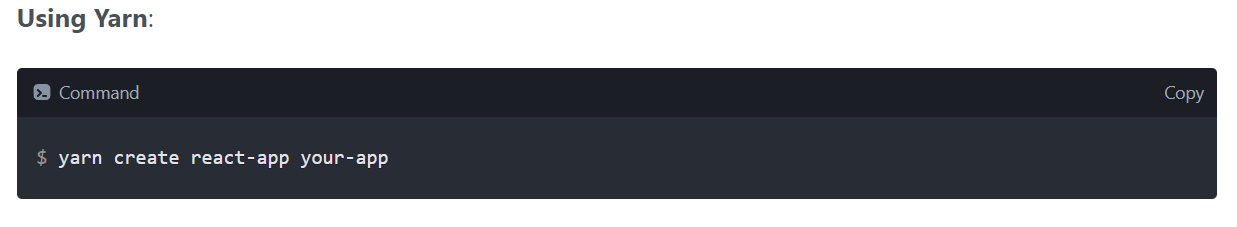 Using Yarn:
Command
Copy
$ yarn create react-app your-app